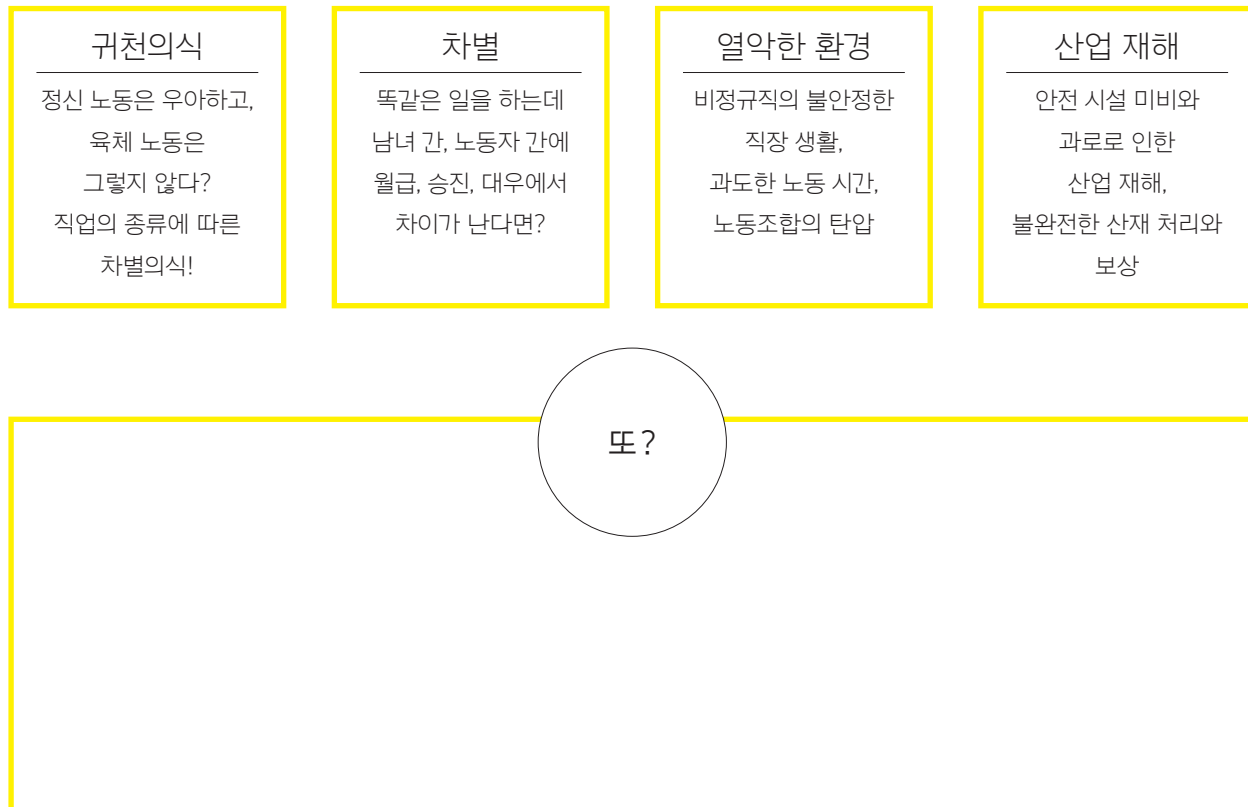 귀천의식
정신 노동은 우아하고,
육체 노동은
그렇지 않다?
직업의 종류에 따른
차별의식!
차별
똑같은 일을 하는데
남녀 간, 노동자 간에
월급, 승진, 대우에서
차이가 난다면?
열악한 환경
비정규직의 불안정한
직장 생활,
과도한 노동 시간,
노동조합의 탄압
산업 재해
안전 시설 미비와
과로로 인한
산업 재해,
불완전한 산재 처리와
보상
또?